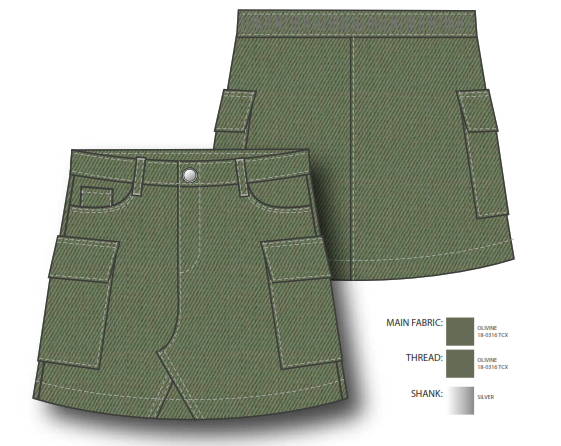 MAIN FABRIC:
OLIVINE
18-0316 TCX
THREAD:
OLIVINE
18-0316 TCX
SHANK:
SILVER